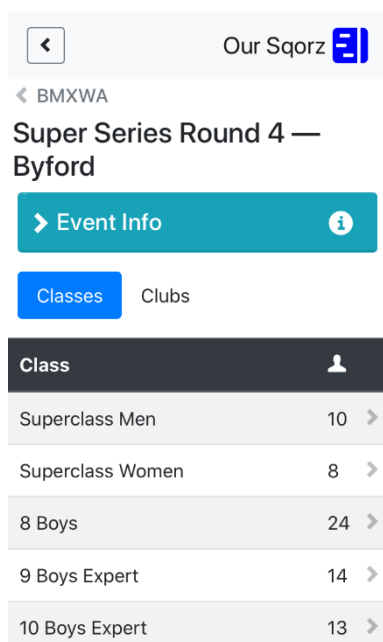 Our Sqorz
BMXWA
Super Series Round 4 —
Byford
Event Info
Classes Clubs
Class
Superclass Men 10
Superclass Women 8
8 Boys 24
9 Boys Expert 14
10 Boys Expert 13